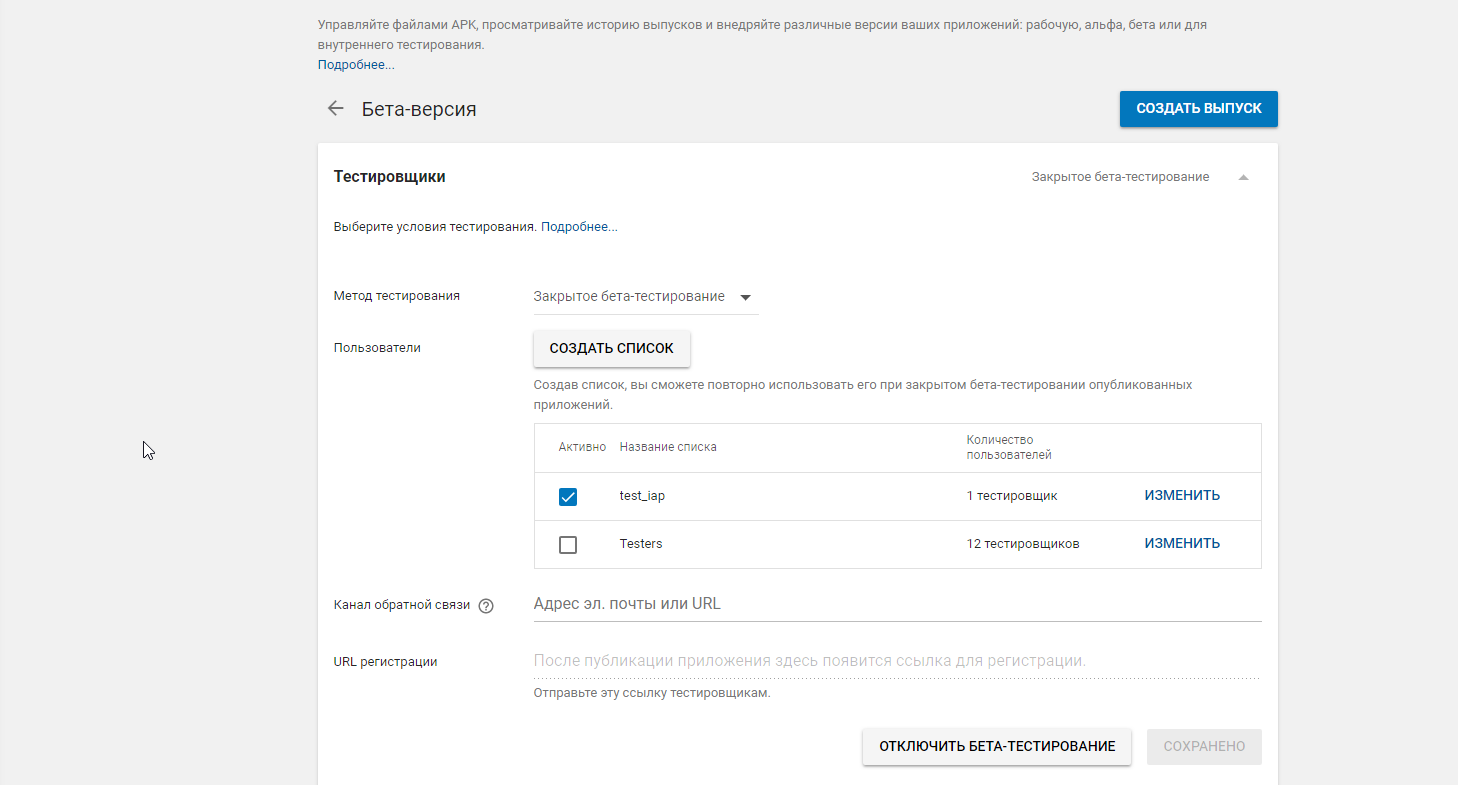 Управляйте файлами APK, просматривайте историю выпусков и внедряйте различные версии ваших приложений: рабочую, альфа, бета или для
внутреннего тестирования.
Подробнее...
Бета-версия
СОЗДАТЬ ВЫПУСК
Тестировщики
Закрытое бета-тестирование
Выберите условия тестирования. Подробнее...
Метод тестирования
Закрытое бета-тестирование
Пользователи
СОЗДАТЬ СПИСОК
Создав список, вы сможете повторно использовать его при закрытом бета-тестировании опубликованных
приложений.
Активно
Название списка
Количество
пользователей
test_iap
1 тестировщик
ИЗМЕНИТЬ
Testers
12 тестировщиков
ИЗМЕНИТЬ
Канал обратной связи ?
Адрес эл. почты или URL
URL регистрации
После публикации приложения здесь появится ссылка для регистрации.
Отправьте эту ссылку тестировщикам.
ОТКЛЮЧИТЬ БЕТА-ТЕСТИРОВАНИЕ
СОХРАНЕНО